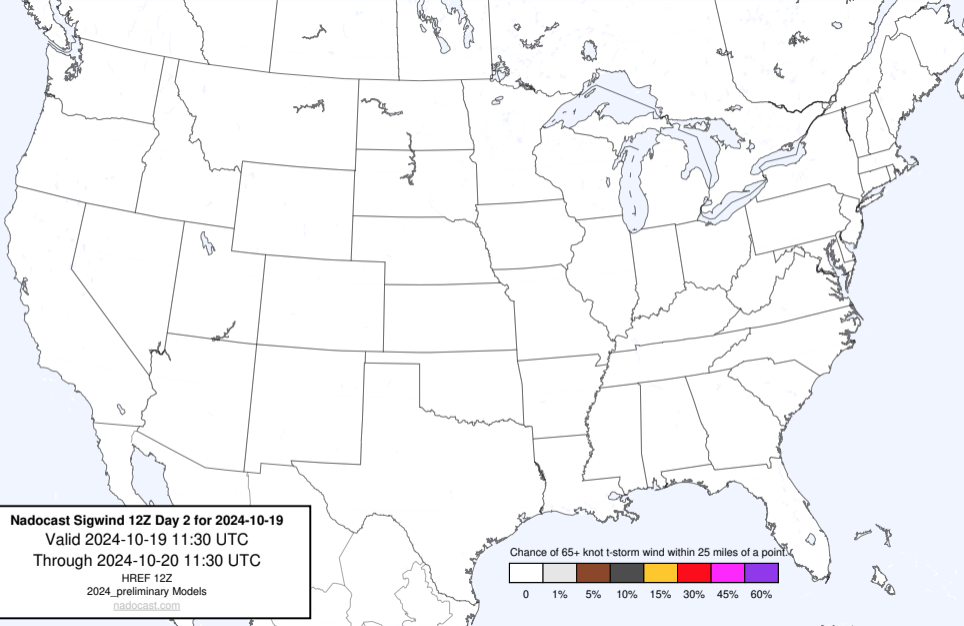 Nadocast Sigwind 12Z Day 2 for 2024-10-19
Valid 2024-10-19 11:30 UTC
Through 2024-10-20 11:30 UTC
HREF 12Z
2024_preliminary Models
nadocast.com
Chance of 65+ knot t-storm wind within 25 miles of a point.
0 1% 5% 10% 15% 30% 45% 60%